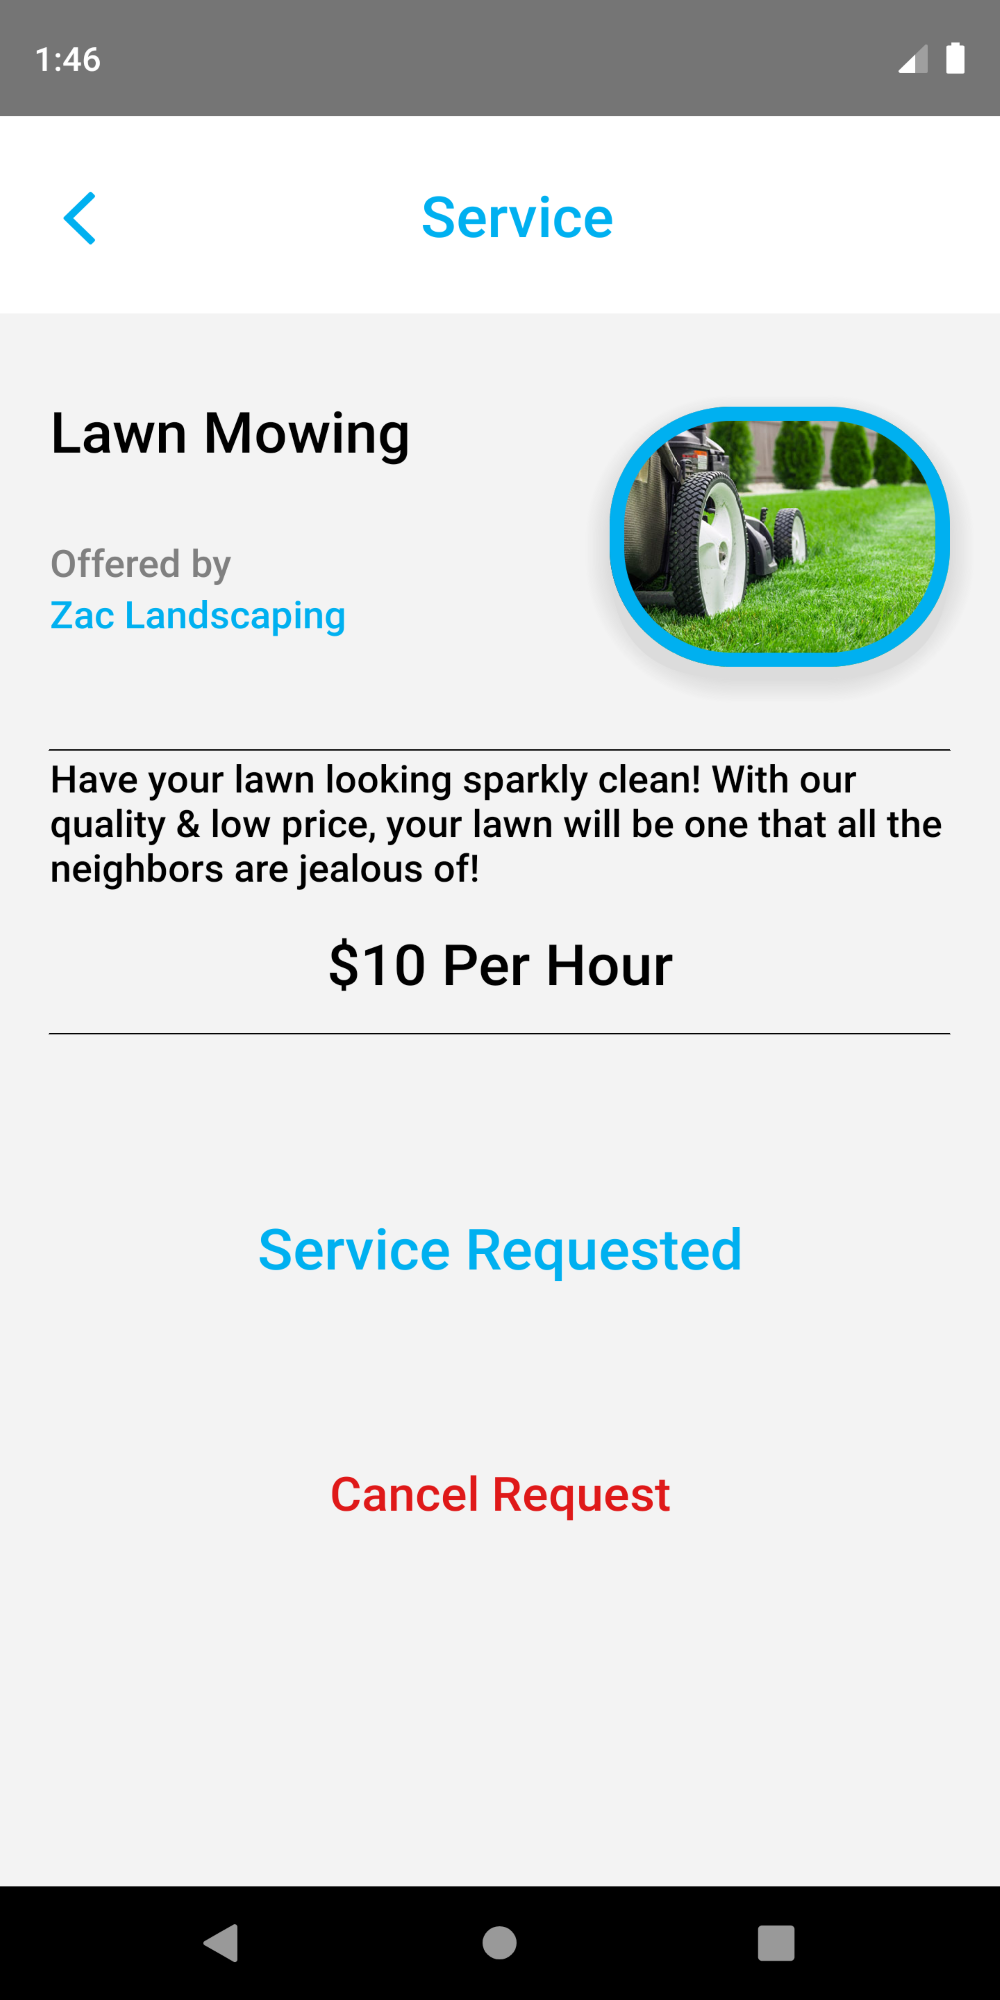 1:46
Service
Lawn Mowing
Offered by
Zac Landscaping
Have your lawn looking sparkly clean! With our
quality & low price, your lawn will be one that all the
neighbors are jealous of!
$10 Per Hour
Service Requested
Cancel Request